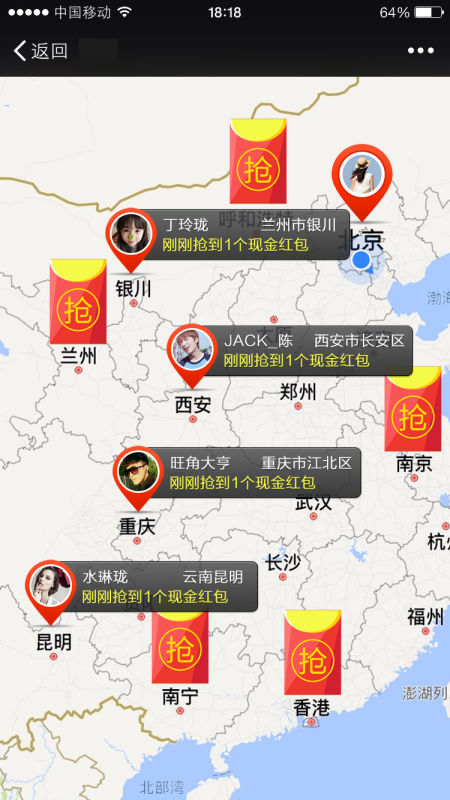 中国移动 18:18 64%
返回
抢
呼和浩特
丁玲珑 兰州市银川
刚刚抢到1个现金红包
北京
银川
渤海
抢
兰州
太原
JACK_陈 西安市长安区
刚刚抢到1个现金红包
西安
郑州
抢
南京
旺角大亨 重庆市江北区
刚刚抢到1个现金红包
武汉
重庆
杭州
长沙
水琳珑 云南昆明
刚刚抢到1个现金红包
昆明
福州
抢
南宁
抢
香港
澎湖列
北部湾